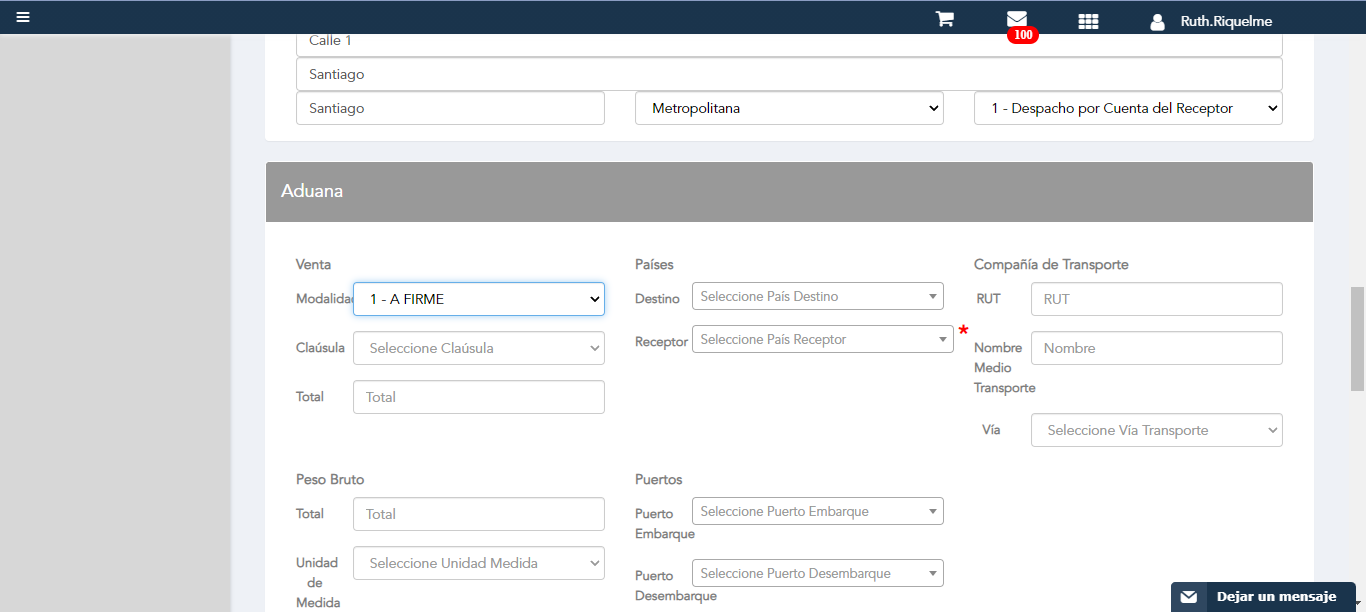 100
Ruth.Riquelme
Calle 1
Santiago
Santiago
Metropolitana
1 - Despacho por Cuenta del Receptor
Aduana
Venta
Modalidad
1 - A FIRME
Claúsula
Seleccione Claúsula
Total
Total
Países
Destino
Seleccione País Destino
Receptor
Seleccione País Receptor
*
Compañía de Transporte
RUT
RUT
Nombre
Medio
Transporte
Nombre
Vía
Seleccione Vía Transporte
Peso Bruto
Total
Total
Unidad
de
Medida
Seleccione Unidad Medida
Puertos
Puerto
Embarque
Seleccione Puerto Embarque
Puerto
Desembarque
Seleccione Puerto Desembarque
Dejar un mensaje